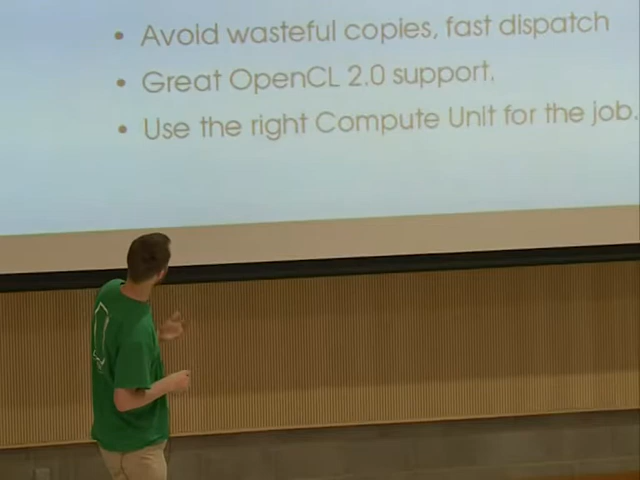 • Avoid wasteful copies, fast dispatch
• Great OpenCL 2.0 support.
• Use the right Compute Unit for the job.